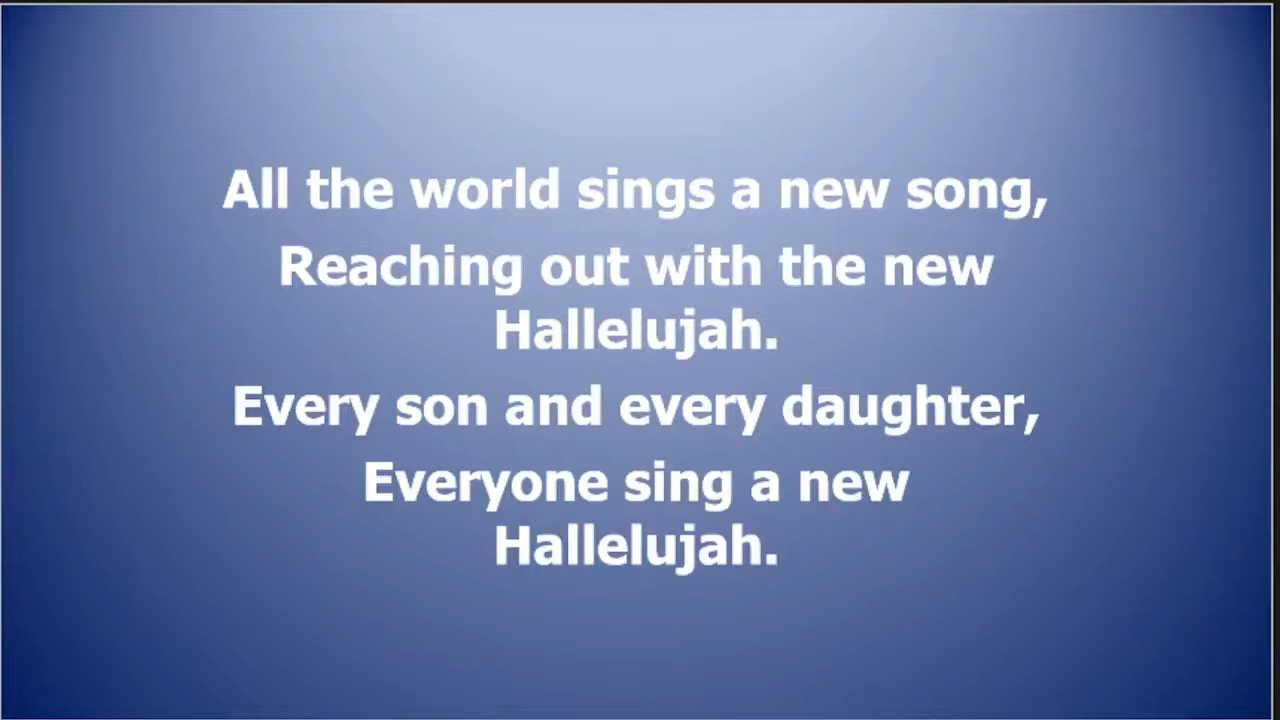 All the world sings a new song,
Reaching out with the new
Hallelujah.
Every son and every daughter,
Everyone sing a new
Hallelujah.